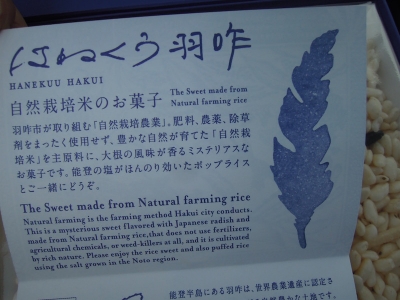 はねくう羽咋
HANEKUU HAKUI
自然栽培米のお菓子
The Sweet made from
Natural farming rice
羽咋市が取り組む「自然栽培農業」。肥料、農薬、除草
剤をまったく使用せず、豊かな自然が育てた「自然栽
培米」を主原料に、大根の風味が香るミステリアスな
お菓子です。能登の塩がほんのり効いたポップライス
とご一緒にどうぞ。
The Sweet made from Natural farming rice
Natural farming is the farming method Hakui city conducts.
This is a mysterious sweet flavored with Japanese radish and
made from Natural farming rice,that does not use fertilizers,
agricultural chemicals, or weed-killers at all, and it is cultivated
by rich nature. Please enjoy the rice sweet and also puffed rice
using the salt grown in the Noto region.
能登半島にある羽咋は、世界農業遺産に認定さ